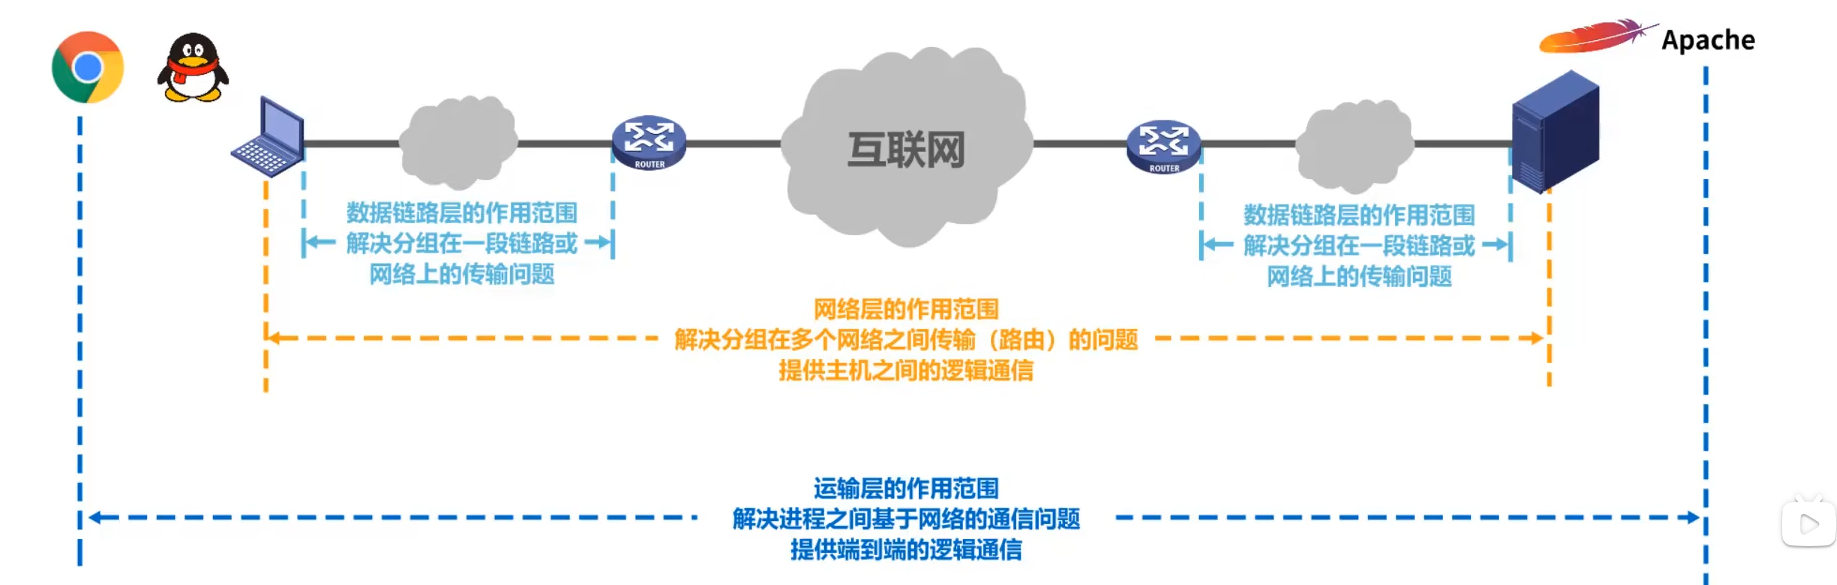 Apache
互联网
ROUTER
ROUTER
数据链路层的作用范围
解决分组在一段链路或
网络上的传输问题
数据链路层的作用范围
解决分组在一段链路或
网络上的传输问题
网络层的作用范围
解决分组在多个网络之间传输（路由）的问题
提供主机之间的逻辑通信
运输层的作用范围
解决进程之间基于网络的通信问题
提供端到端的逻辑通信